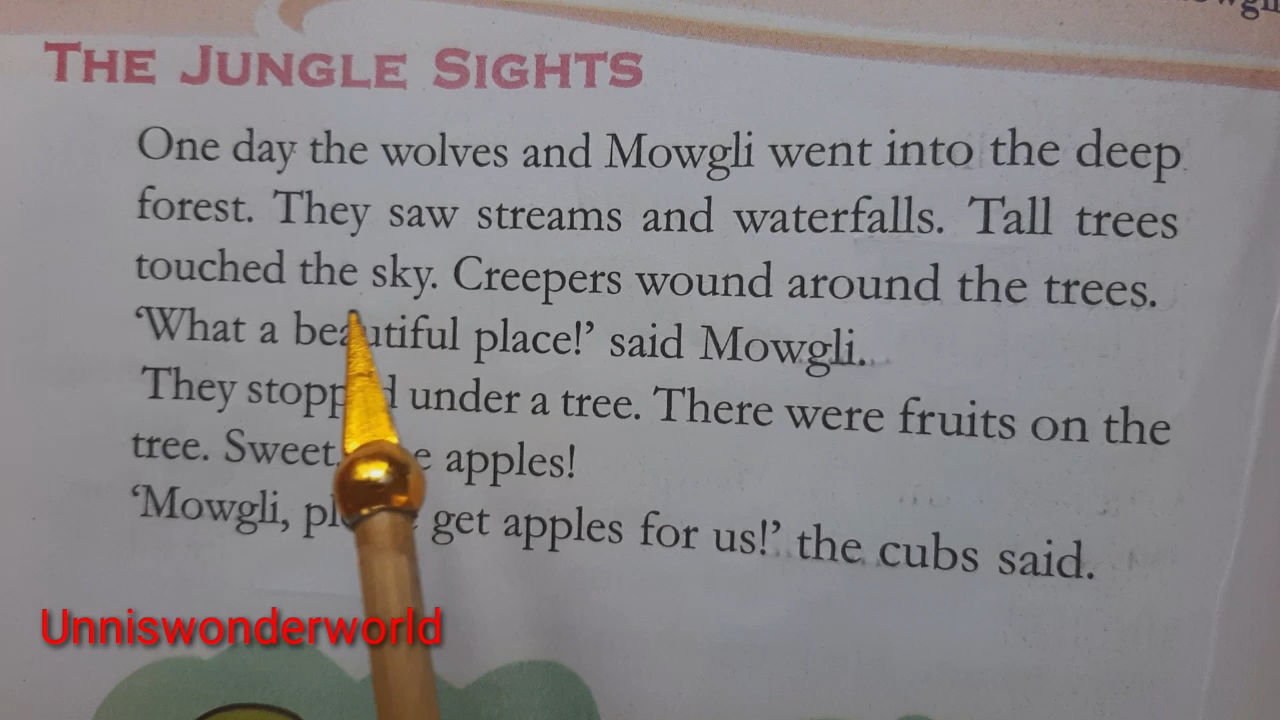 THE JUNGLE SIGHTS
One day the wolves and Mowgli went into the deep
forest. They saw streams and waterfalls. Tall trees
touched the sky. Creepers wound around the trees.
‘What a beautiful place!’ said Mowgli.
They stopped under a tree. There were fruits on the
tree. Sweet, apples!
‘Mowgli, get apples for us!’ the cubs said.
Unniswonderworld